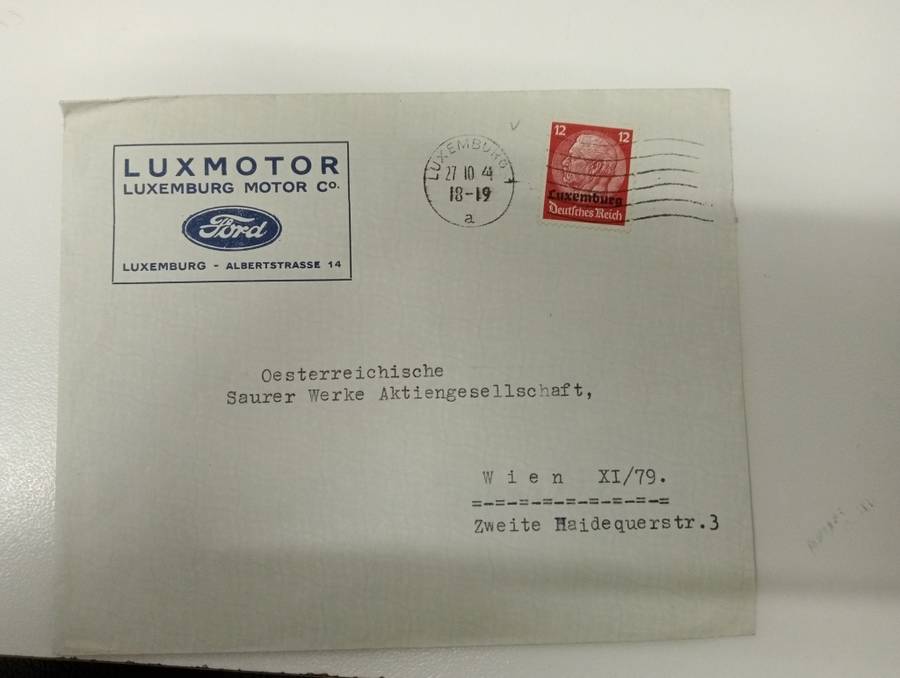 LUXMOTOR
LUXEMBURG MOTOR Co.
Ford
LUXEMBURG - ALBERTSTRASSE 14
LUXEMBURG 1
27 10 41
18-19
a
12 12
Luxemburg
Deutsches Reich
Oesterreichische
Saurer Werke Aktiengesellschaft,
W i e n XI/79.
=-=-=-=-=-=-=-=-=
Zweite Haidequerstr.3